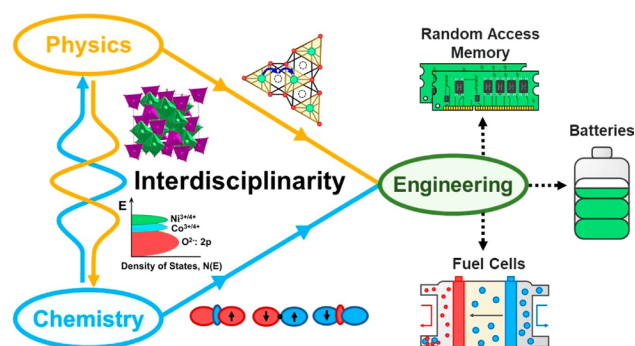 Physics
Random Access
Memory
Batteries
Interdisciplinarity
Engineering
E
Ni3+/4+
Co3+/4+
O2-: 2p
Density of States, N(E)
Fuel Cells
Chemistry